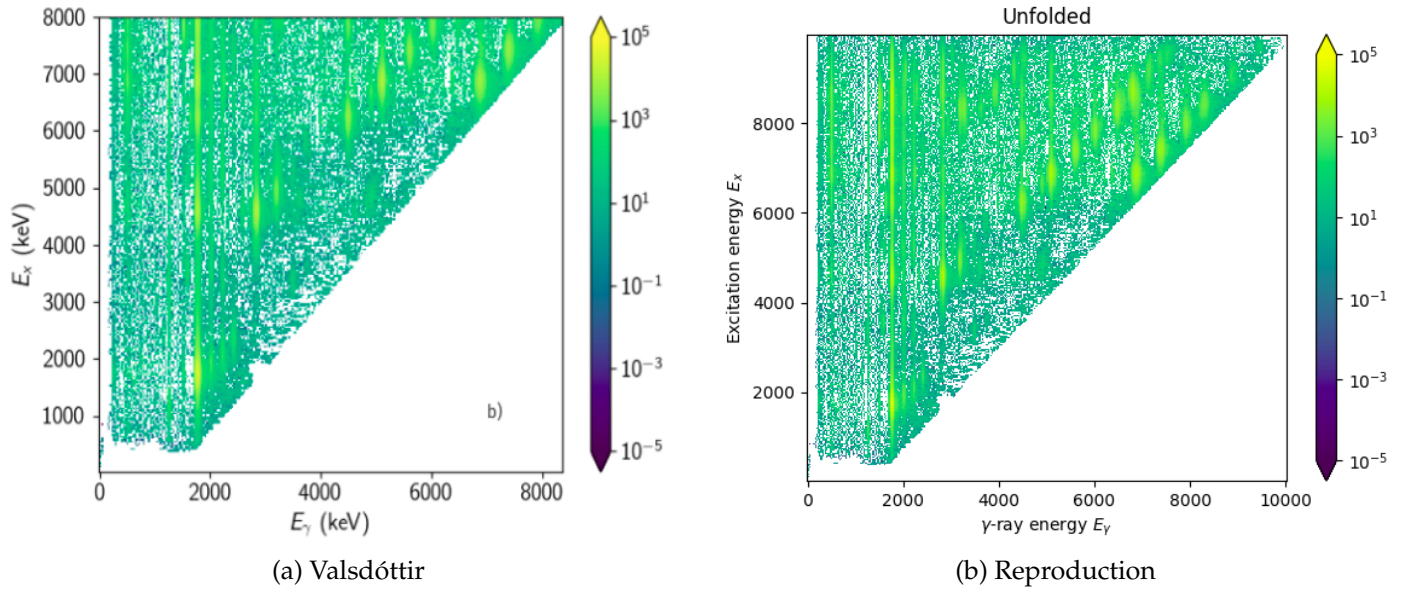 8000
7000
6000
5000
4000
3000
2000
1000
E_x (keV)
0 2000 4000 6000 8000
E_γ (keV)
b)
10^5
10^3
10^1
10^−1
10^−3
10^−5
(a) Valsdóttir
Unfolded
8000
6000
4000
2000
Excitation energy E_x
0 2000 4000 6000 8000 10000
γ-ray energy E_γ
10^5
10^3
10^1
10^−1
10^−3
10^−5
(b) Reproduction